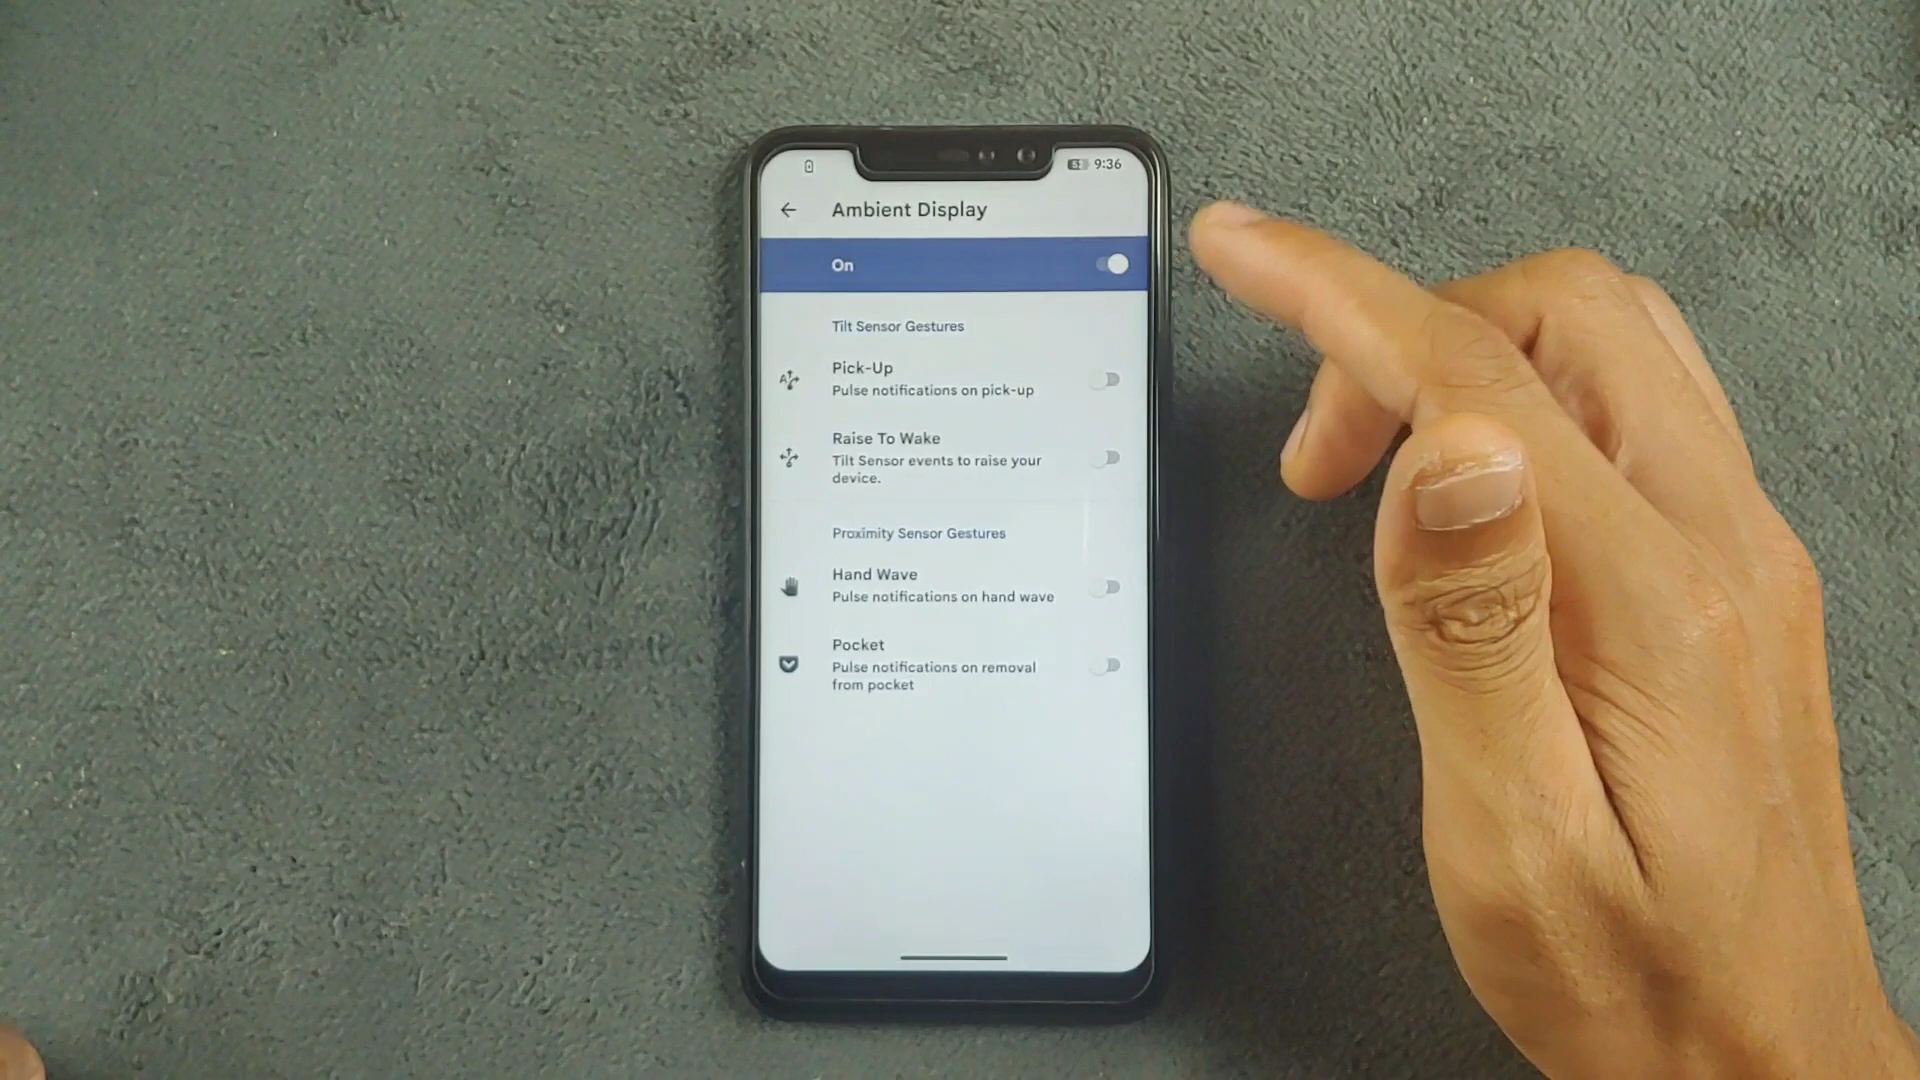 9:36
Ambient Display
On
Tilt Sensor Gestures
Pick-Up
Pulse notifications on pick-up
Raise To Wake
Tilt Sensor events to raise your
device.
Proximity Sensor Gestures
Hand Wave
Pulse notifications on hand wave
Pocket
Pulse notifications on removal
from pocket